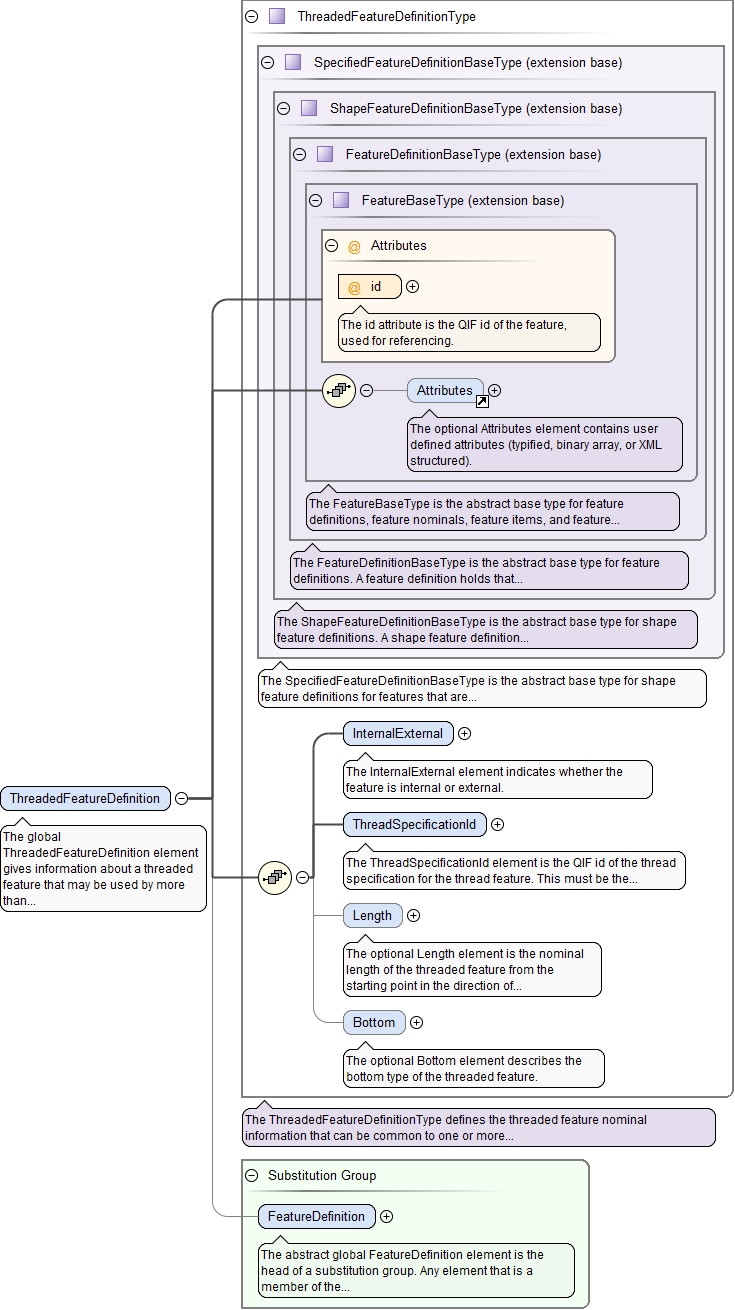 ThreadedFeatureDefinitionType
SpecifiedFeatureDefinitionBaseType (extension base)
ShapeFeatureDefinitionBaseType (extension base)
FeatureDefinitionBaseType (extension base)
FeatureBaseType (extension base)
@ Attributes
@ id
The id attribute is the QIF id of the feature,
used for referencing.
Attributes
The optional Attributes element contains user
defined attributes (typified, binary array, or XML
structured).
The FeatureBaseType is the abstract base type for feature
definitions, feature nominals, feature items, and feature...
The FeatureDefinitionBaseType is the abstract base type for feature
definitions. A feature definition holds that...
The ShapeFeatureDefinitionBaseType is the abstract base type for shape
feature definitions. A shape feature definition...
The SpecifiedFeatureDefinitionBaseType is the abstract base type for shape
feature definitions for features that are...
InternalExternal
The InternalExternal element indicates whether the
feature is internal or external.
ThreadedFeatureDefinition
The global
ThreadedFeatureDefinition element
gives information about a threaded
feature that may be used by more
than...
ThreadSpecificationId
The ThreadSpecificationId element is the QIF id of the thread
specification for the thread feature. This must be the...
Length
The optional Length element is the nominal
length of the threaded feature from the
starting point in the direction of...
Bottom
The optional Bottom element describes the
bottom type of the threaded feature.
The ThreadedFeatureDefinitionType defines the threaded feature nominal
information that can be common to one or more...
Substitution Group
FeatureDefinition
The abstract global FeatureDefinition element is the
head of a substitution group. Any element that is a
member of the...